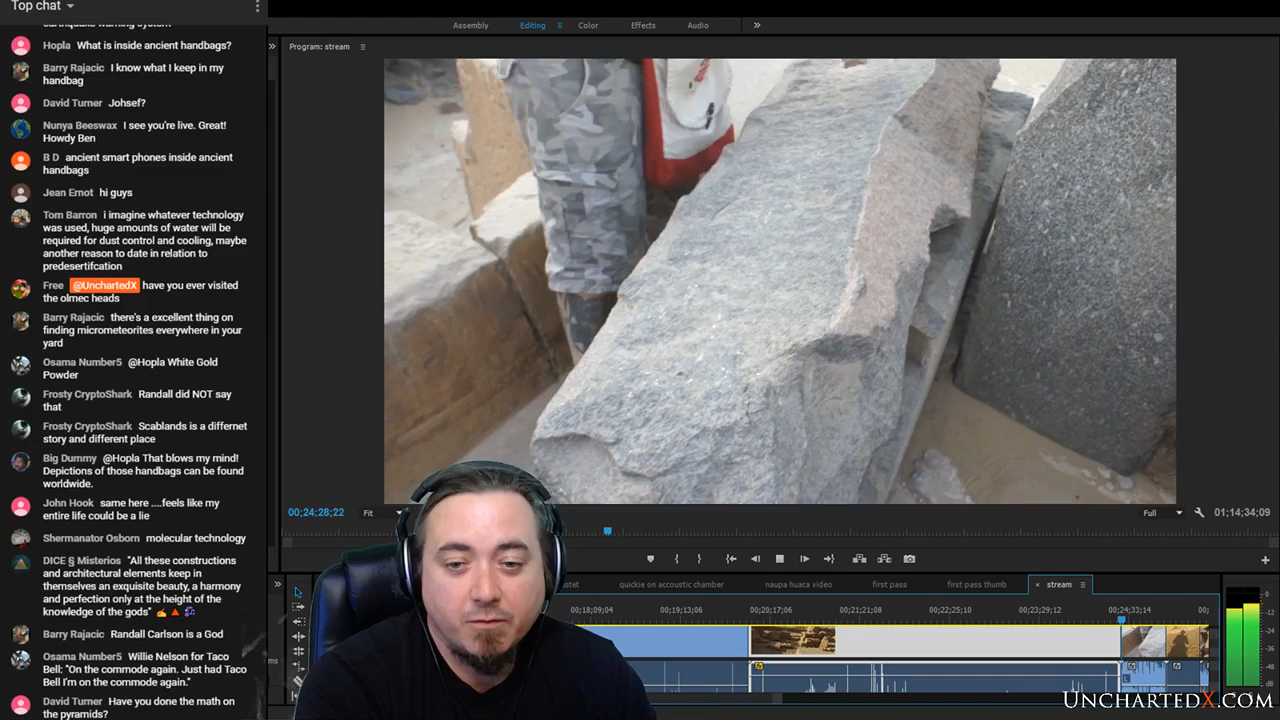 Top chat
earthquake warning system
Hopla What is inside ancient handbags?
Barry Rajacic I know what I keep in my
handbag
David Turner Johsef?
Nunya Beeswax I see you're live. Great!
Howdy Ben
B D ancient smart phones inside ancient
handbags
Jean Ernot hi guys
Tom Barron i imagine whatever technology
was used, huge amounts of water will be
required for dust control and cooling, maybe
another reason to date in relation to
predesertifcation
Free @UnchartedX have you ever visited
the olmec heads
Barry Rajacic there's a excellent thing on
finding micrometeorites everywhere in your
yard
Osama Number5 @Hopla White Gold
Powder
Frosty CryptoShark Randall did NOT say
that
Frosty CryptoShark Scablands is a differnet
story and different place
Big Dummy @Hopla That blows my mind!
Depictions of those handbags can be found
worldwide.
John Hook same here ....feels like my
entire life could be a lie
Shermanator Osborn molecular technology
DICE § Misterios "All these constructions
and architectural elements keep in
themselves an exquisite beauty, a harmony
and perfection only at the height of the
knowledge of the gods" ✍ 🔺 🎶
Barry Rajacic Randall Carlson is a God
Osama Number5 Willie Nelson for Taco
Bell: "On the commode again. Just had Taco
Bell I'm on the commode again."
David Turner Have you done the math on
the pyramids?
Assembly Editing Color Effects Audio
Program: stream
00;24;28;22 Fit Full 01;14;34;09
quickie on accoustic chamber naupa huaca video first pass first pass thumb × stream
00;18;09;04 00;19;13;06 00;20;17;06 00;21;21;08 00;22;25;10 00;23;29;12 00;24;33;14
UnchartedX.com